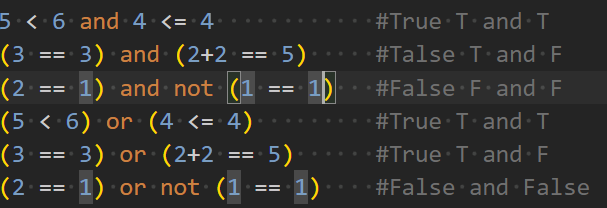 5 < 6 and 4 <= 4 #True T and T
(3 == 3) and (2+2 == 5) #Talse T and F
(2 == 1) and not (1 == 1) #False F and F
(5 < 6) or (4 <= 4) #True T and T
(3 == 3) or (2+2 == 5) #True T and F
(2 == 1) or not (1 == 1) #False and False